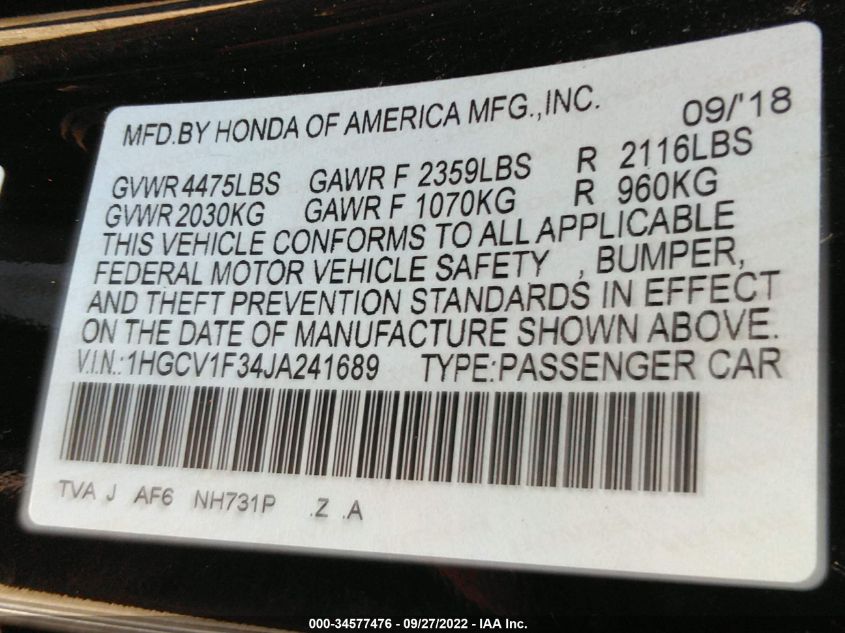 MFD.BY HONDA OF AMERICA MFG.,INC. 09/'18
GVWR 4475LBS GAWR F 2359LBS R 2116LBS
GVWR 2030KG GAWR F 1070KG R 960KG
THIS VEHICLE CONFORMS TO ALL APPLICABLE
FEDERAL MOTOR VEHICLE SAFETY , BUMPER,
AND THEFT PREVENTION STANDARDS IN EFFECT
ON THE DATE OF MANUFACTURE SHOWN ABOVE.
V.I.N.:1HGCV1F34JA241689 TYPE:PASSENGER CAR
TVA J AF6 NH731P .Z .A
000-34577476 - 09/27/2022 - IAA Inc.